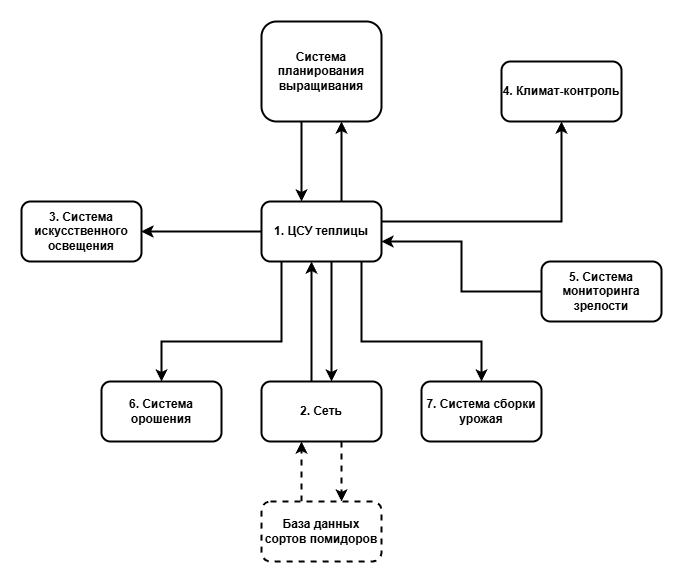 Система
планирования
выращивания
4. Климат-контроль
3. Система
искусственного
освещения
1. ЦСУ теплицы
5. Система
мониторинга
зрелости
6. Система
орошения
2. Сеть
7. Система сборки
урожая
База данных
сортов помидоров